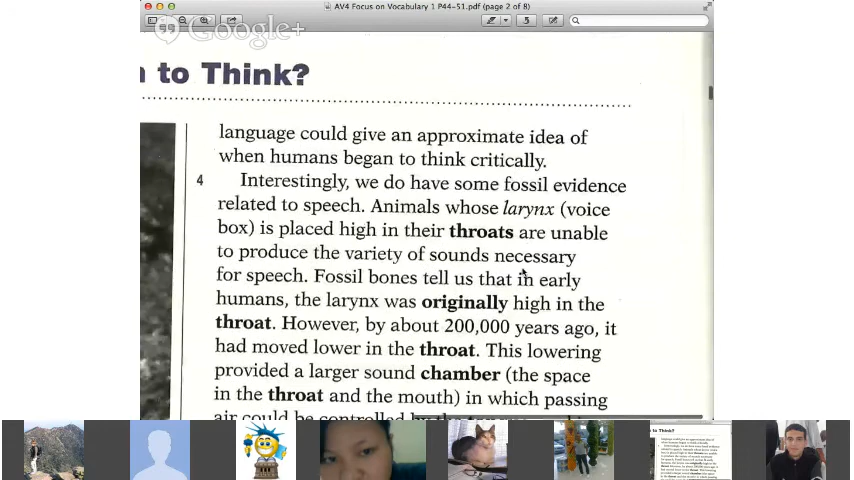 AV4 Focus on Vocabulary 1 P44-51.pdf (page 2 of 8)
Google+
n to Think?
language could give an approximate idea of
when humans began to think critically.
4 Interestingly, we do have some fossil evidence
related to speech. Animals whose larynx (voice
box) is placed high in their throats are unable
to produce the variety of sounds necessary
for speech. Fossil bones tell us that in early
humans, the larynx was originally high in the
throat. However, by about 200,000 years ago, it
had moved lower in the throat. This lowering
provided a larger sound chamber (the space
in the throat and the mouth) in which passing
air could be controlled